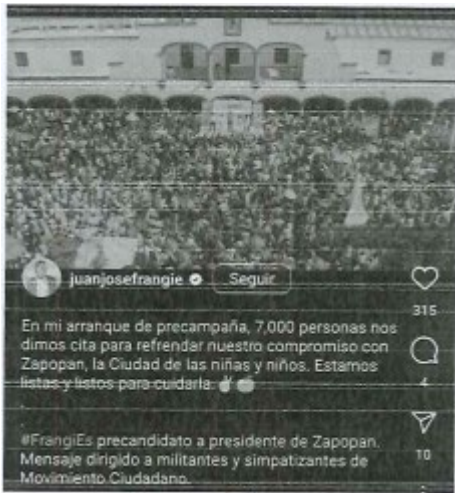 juanjosefrangie Seguir
315
En mi arranque de precampaña, 7,000 personas nos
dimos cita para refrendar nuestro compromiso con
Zapopan, la Ciudad de las niñas y niños. Estamos
listas y listos para cuidarla.
4
#FrangiEs precandidato a presidente de Zapopan.
Mensaje dirigido a militantes y simpatizantes de
Movimiento Ciudadano.
10